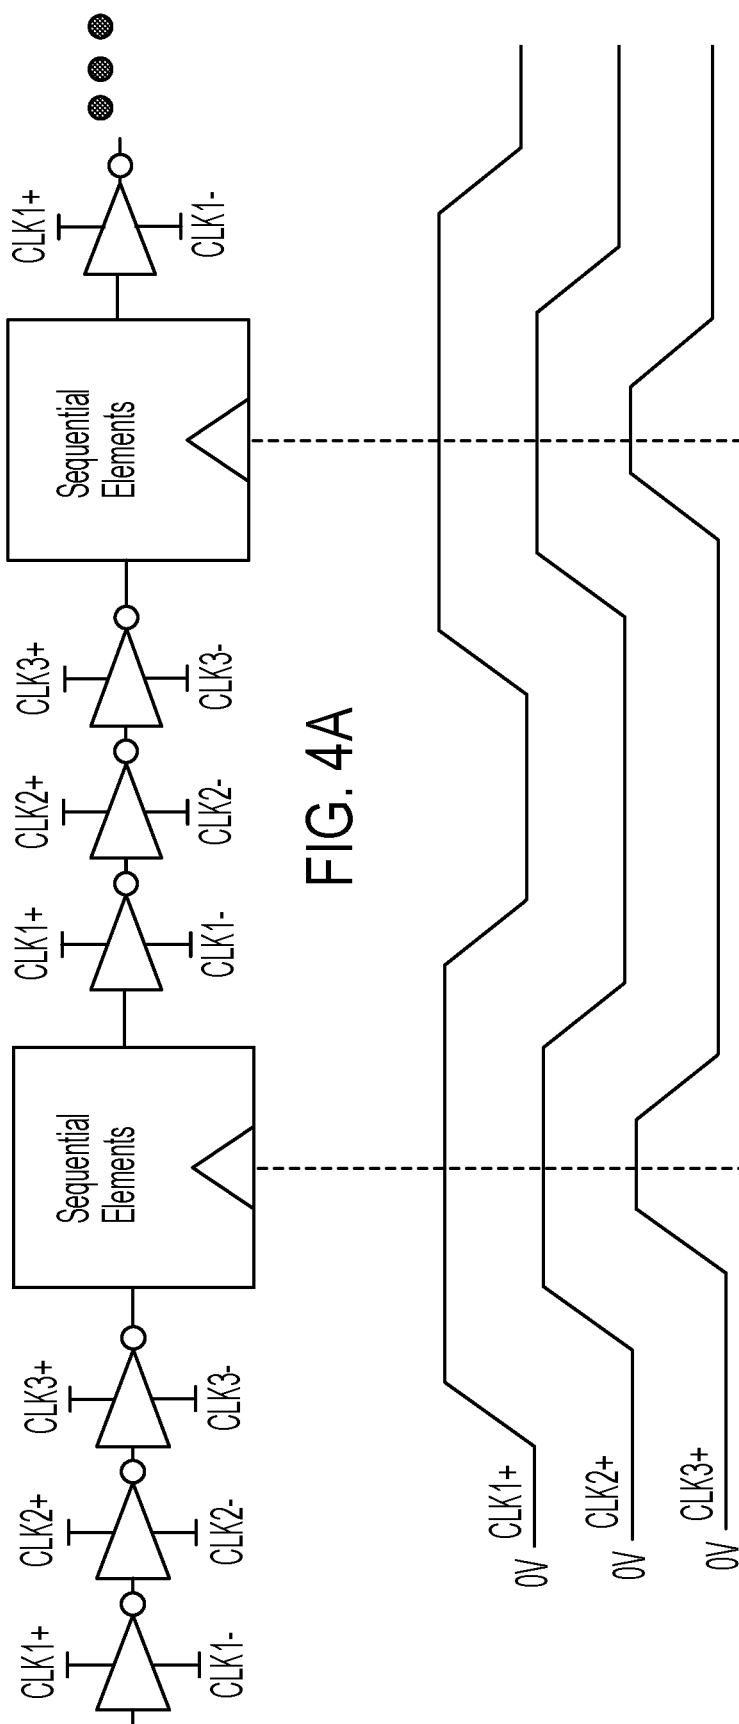 CLK1+
CLK2+
CLK3+
CLK1+
CLK2+
CLK3+
CLK1+
Sequential
Elements
Sequential
Elements
CLK1-
CLK2-
CLK3-
CLK1-
CLK2-
CLK3-
CLK1-
FIG. 4A
CLK1+
0V
CLK2+
0V
CLK3+
0V